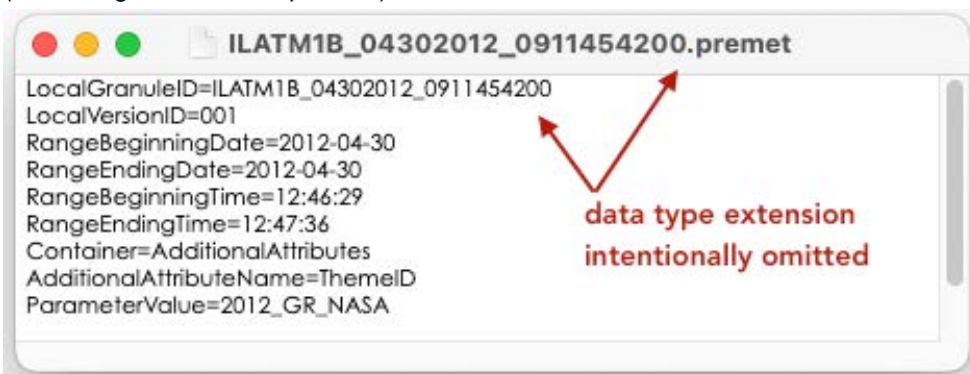 ILATM1B_04302012_0911454200.premet
LocalGranuleID=ILATM1B_04302012_0911454200
LocalVersionID=001
RangeBeginningDate=2012-04-30
RangeEndingDate=2012-04-30
RangeBeginningTime=12:46:29
RangeEndingTime=12:47:36
Container=AdditionalAttributes
AdditionalAttributeName=ThemeID
ParameterValue=2012_GR_NASA
data type extension
intentionally omitted